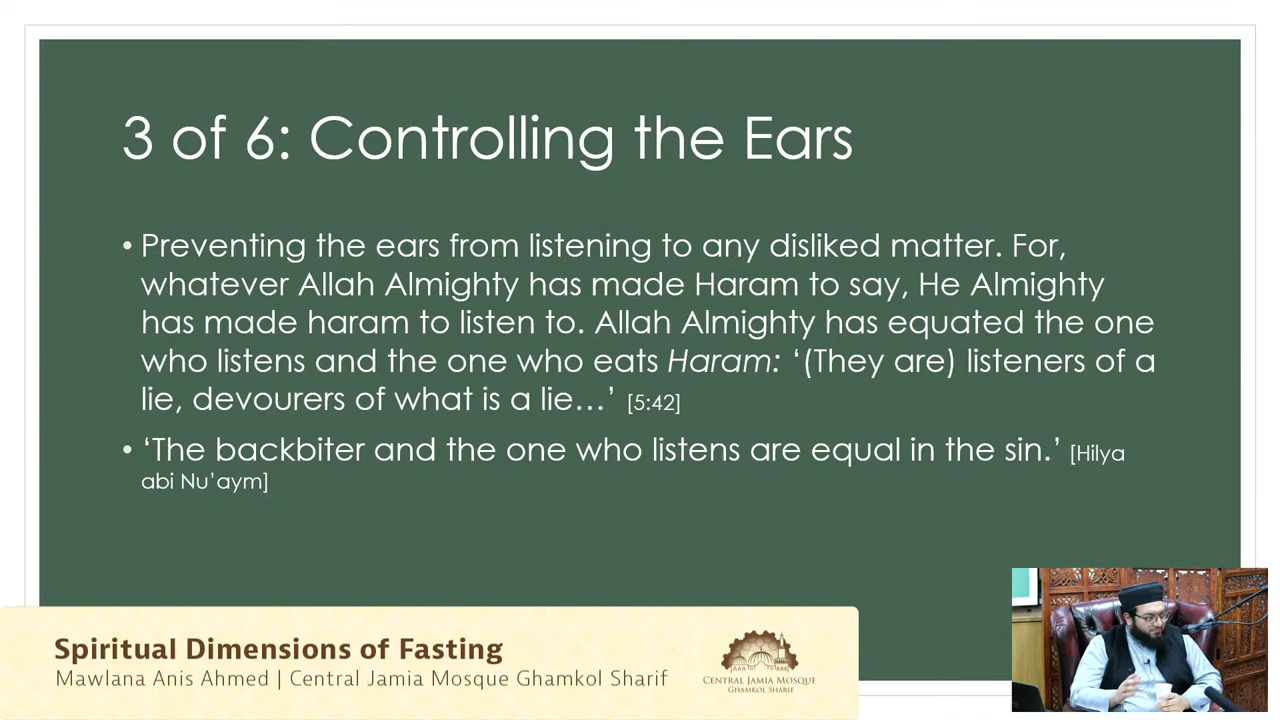 3 of 6: Controlling the Ears
• Preventing the ears from listening to any disliked matter. For,
whatever Allah Almighty has made Haram to say, He Almighty
has made haram to listen to. Allah Almighty has equated the one
who listens and the one who eats Haram: ‘(They are) listeners of a
lie, devourers of what is a lie…’ [5:42]
• ‘The backbiter and the one who listens are equal in the sin.’ [Hilya
abi Nu’aym]
Spiritual Dimensions of Fasting
Mawlana Anis Ahmed | Central Jamia Mosque Ghamkol Sharif
CENTRAL JAMIA MOSQUE
GHAMKOL SHARIF